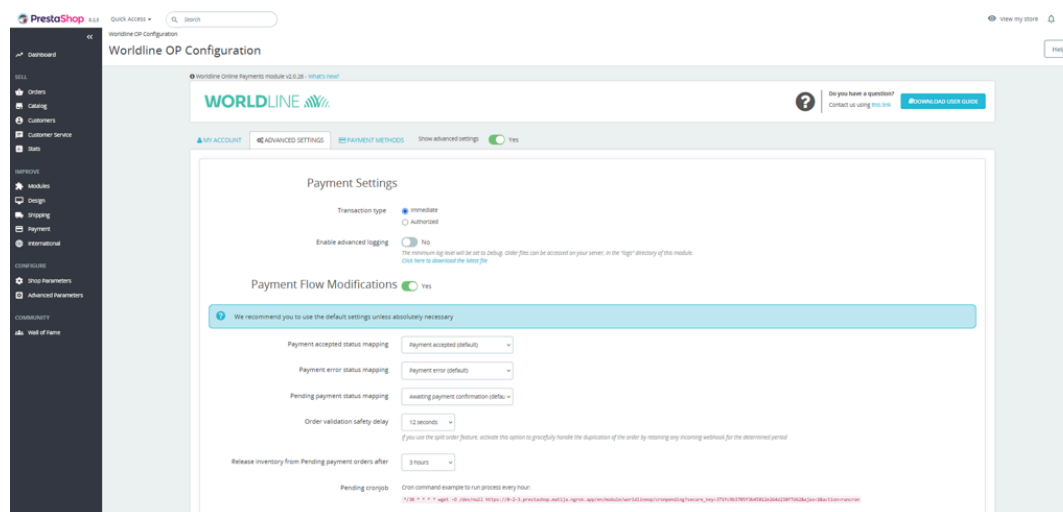 PrestaShop 8.2.0
Quick Access
Search
View my store
Worldline OP Configuration
Worldline OP Configuration
Help
Dashboard
SELL
Orders
Catalog
Customers
Customer Service
Stats
IMPROVE
Modules
Design
Shipping
Payment
International
CONFIGURE
Shop Parameters
Advanced Parameters
COMMUNITY
Wall of Fame
Worldline Online Payments module v2.0.28 - What's new?
WORLDLINE
Do you have a question?
Contact us using this link
DOWNLOAD USER GUIDE
MY ACCOUNT
ADVANCED SETTINGS
PAYMENT METHODS
Show advanced settings
Yes
Payment Settings
Transaction type
Immediate
Authorized
Enable advanced logging
No
The minimum log level will be set to Debug. Older files can be accessed on your server, in the "logs" directory of this module.
Click here to download the latest file
Payment Flow Modifications
Yes
We recommend you to use the default settings unless absolutely necessary
Payment accepted status mapping
Payment accepted (default)
Payment error status mapping
Payment error (default)
Pending payment status mapping
Awaiting payment confirmation (defau
Order validation safety delay
12 seconds
If you use the split order feature, activate this option to gracefully handle the duplication of the order by retaining any incoming webhook for the determined period
Release inventory from Pending payment orders after
3 hours
Pending cronjob
Cron command example to run process every hour: